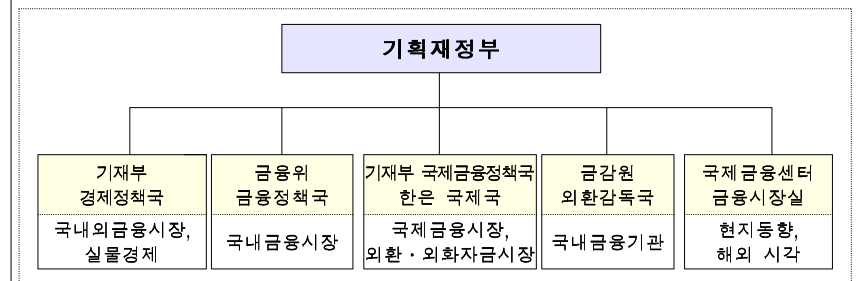 기획재정부
기재부
경제정책국
국내외금융시장,
실물경제
금융위
금융정책국
국내금융시장
기재부 국제금융정책국
한은 국제국
국제금융시장,
외환·외화자금시장
금감원
외환감독국
국내금융기관
국제금융센터
금융시장실
현지동향,
해외 시각